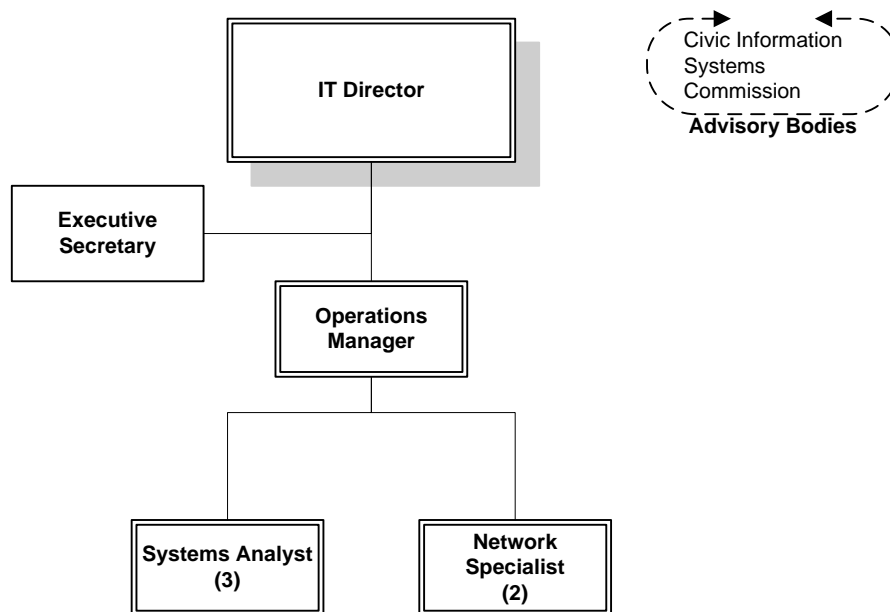 IT Director
Civic Information
Systems
Commission
Advisory Bodies
Executive
Secretary
Operations
Manager
Systems Analyst
(3)
Network
Specialist
(2)